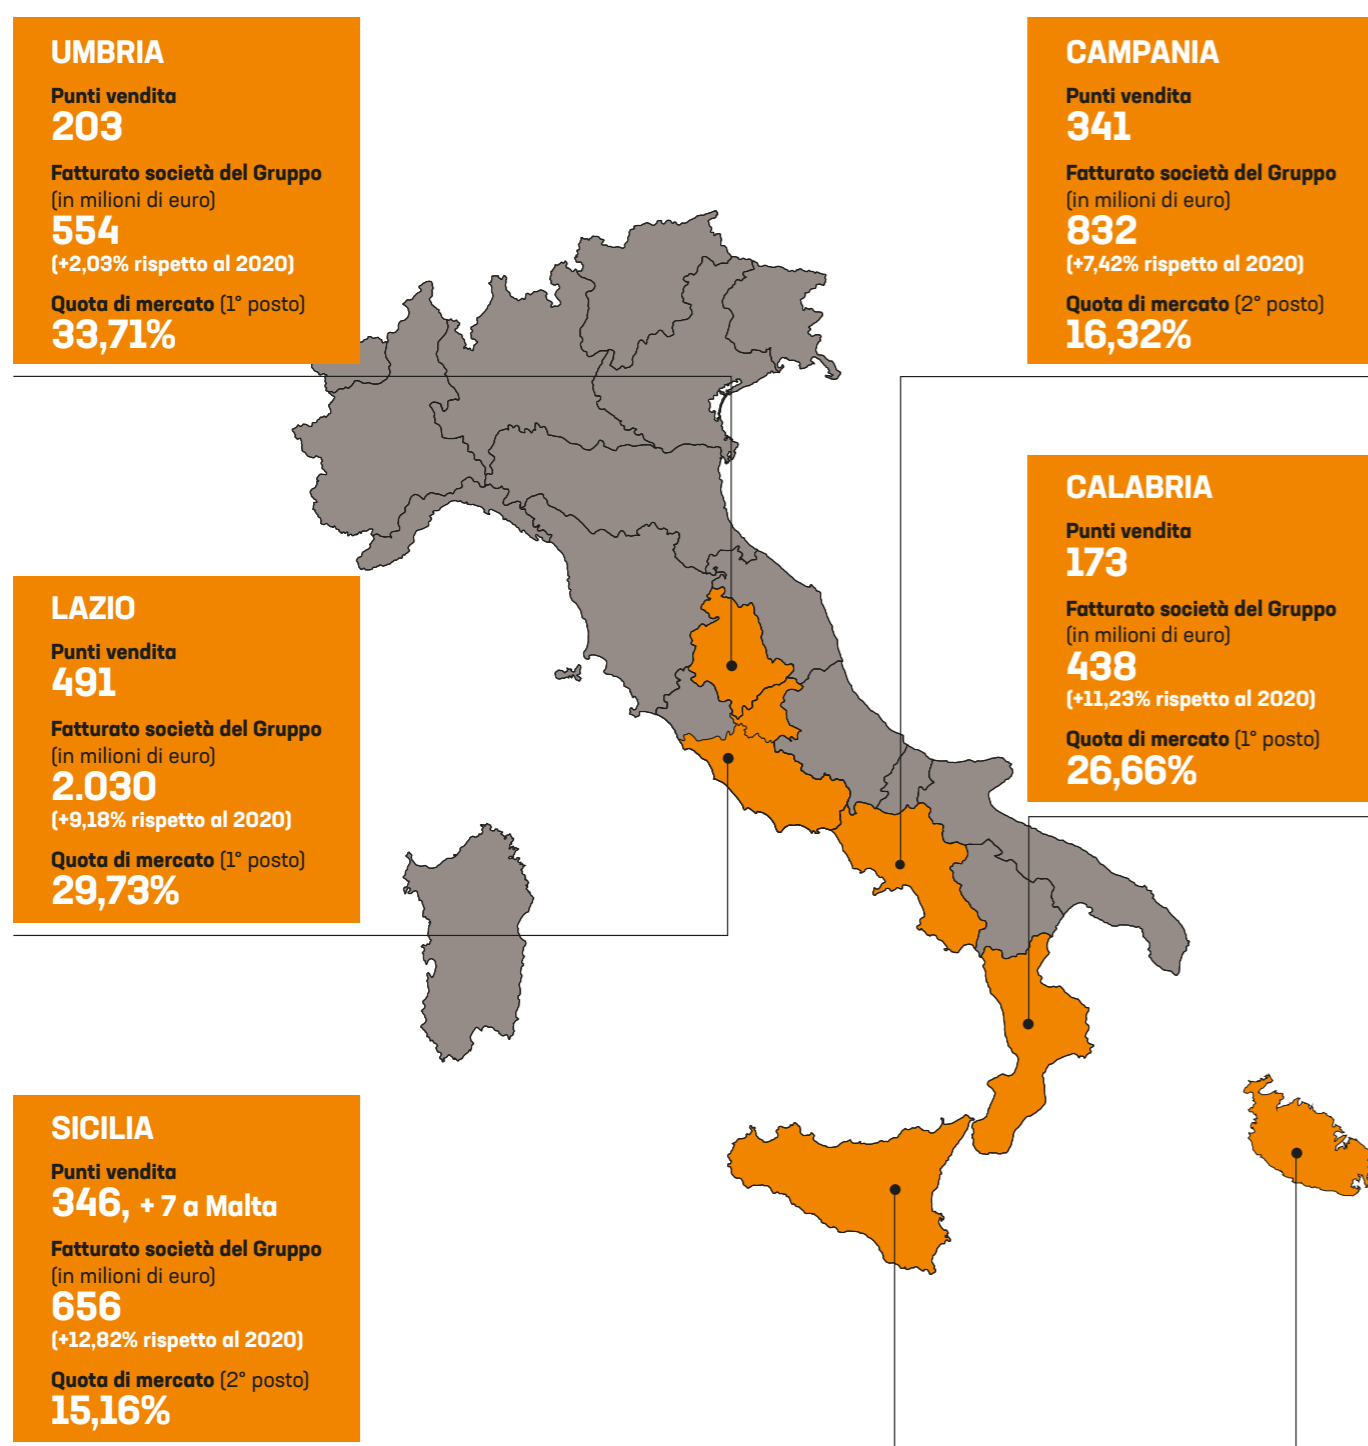 UMBRIA
Punti vendita
203
Fatturato società del Gruppo
(in milioni di euro)
554
(+2,03% rispetto al 2020)
Quota di mercato (1° posto)
33,71%
LAZIO
Punti vendita
491
Fatturato società del Gruppo
(in milioni di euro)
2.030
(+9,18% rispetto al 2020)
Quota di mercato (1° posto)
29,73%
SICILIA
Punti vendita
346, + 7 a Malta
Fatturato società del Gruppo
(in milioni di euro)
656
(+12,82% rispetto al 2020)
Quota di mercato (2° posto)
15,16%
CAMPANIA
Punti vendita
341
Fatturato società del Gruppo
(in milioni di euro)
832
(+7,42% rispetto al 2020)
Quota di mercato (2° posto)
16,32%
CALABRIA
Punti vendita
173
Fatturato società del Gruppo
(in milioni di euro)
438
(+11,23% rispetto al 2020)
Quota di mercato (1° posto)
26,66%